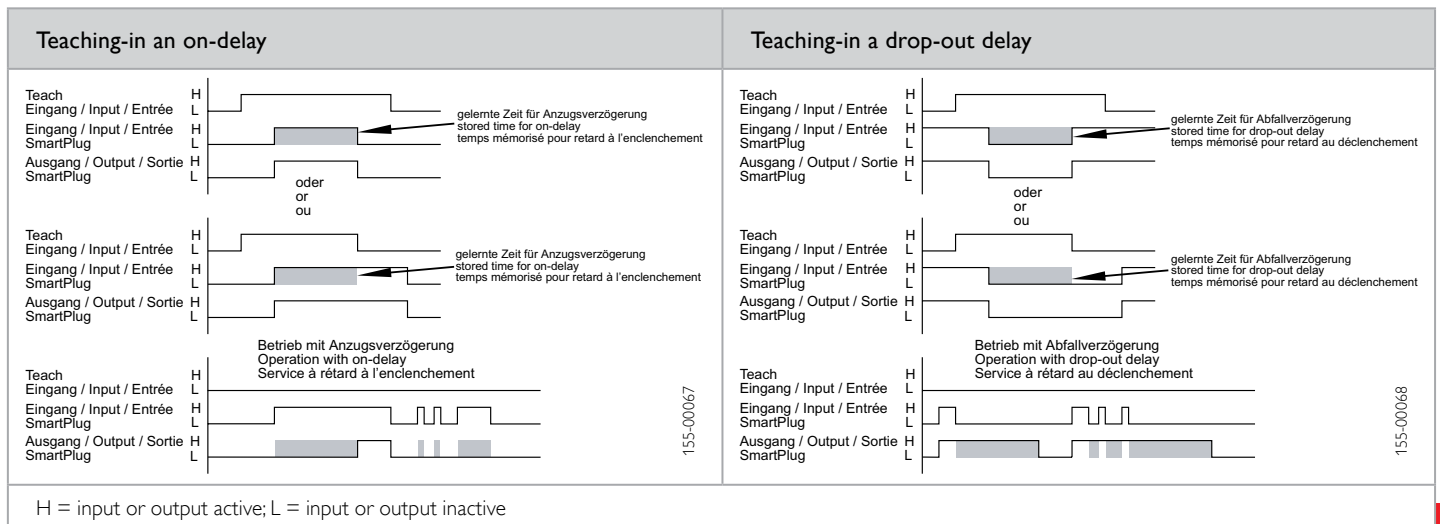 Teaching-in an on-delay
Teach
Eingang / Input / Entrée
H
L
Eingang / Input / Entrée
SmartPlug
H
L
Ausgang / Output / Sortie
SmartPlug
H
L
gelernte Zeit für Anzugsverzögerung
stored time for on-delay
temps mémorisé pour retard à l'enclenchement
oder
or
ou
Teach
Eingang / Input / Entrée
H
L
Eingang / Input / Entrée
SmartPlug
H
L
Ausgang / Output / Sortie
SmartPlug
H
L
gelernte Zeit für Anzugsverzögerung
stored time for on-delay
temps mémorisé pour retard à l'enclenchement
Betrieb mit Anzugsverzögerung
Operation with on-delay
Service à rétard à l'enclenchement
Teach
Eingang / Input / Entrée
H
L
Eingang / Input / Entrée
SmartPlug
H
L
Ausgang / Output / Sortie
SmartPlug
H
L
155-00067
Teaching-in a drop-out delay
Teach
Eingang / Input / Entrée
H
L
Eingang / Input / Entrée
SmartPlug
H
L
Ausgang / Output / Sortie
SmartPlug
H
L
gelernte Zeit für Abfallverzögerung
stored time for drop-out delay
temps mémorisé pour retard au déclenchement
oder
or
ou
Teach
Eingang / Input / Entrée
H
L
Eingang / Input / Entrée
SmartPlug
H
L
Ausgang / Output / Sortie
SmartPlug
H
L
gelernte Zeit für Abfallverzögerung
stored time for drop-out delay
temps mémorisé pour retard au déclenchement
Betrieb mit Abfallverzögerung
Operation with drop-out delay
Service à rétard au déclenchement
Teach
Eingang / Input / Entrée
H
L
Eingang / Input / Entrée
SmartPlug
H
L
Ausgang / Output / Sortie
SmartPlug
H
L
155-00068
H = input or output active; L = input or output inactive